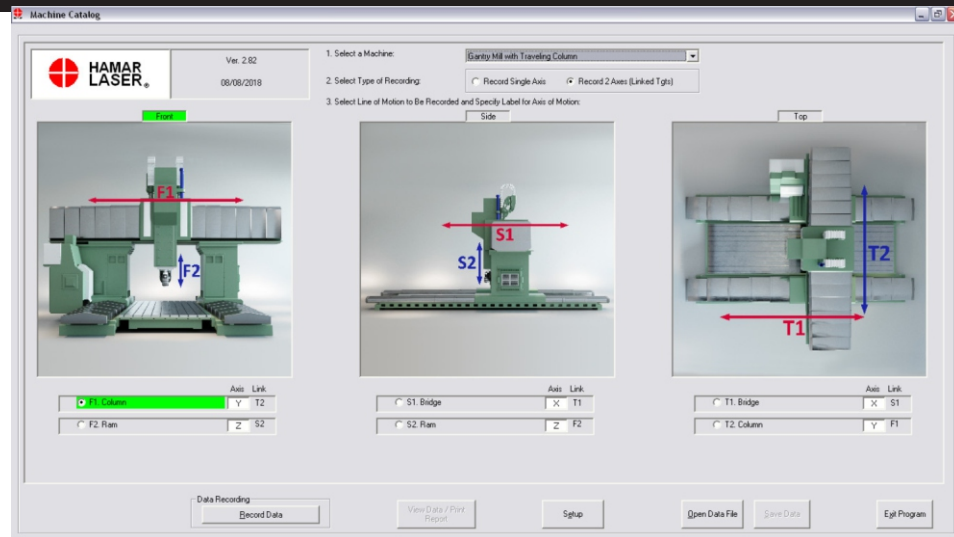 Machine Catalog
HAMAR
LASER®
Ver. 2.82
08/08/2018
1. Select a Machine:
Gantry Mill with Traveling Column
2. Select Type of Recording:
Record Single Axis
Record 2 Axes (Linked Tgts)
3. Select Line of Motion to Be Recorded and Specify Label for Axis of Motion:
Front
Side
Top
F1
F2
S1
S2
T2
T1
Axis Link
F1. Column Y T2
F2. Ram Z S2
Axis Link
S1. Bridge X T1
S2. Ram Z F2
Axis Link
T1. Bridge X S1
T2. Column Y F1
Data Recording
Record Data
View Data / Print
Report
Setup
Open Data File
Save Data
Exit Program